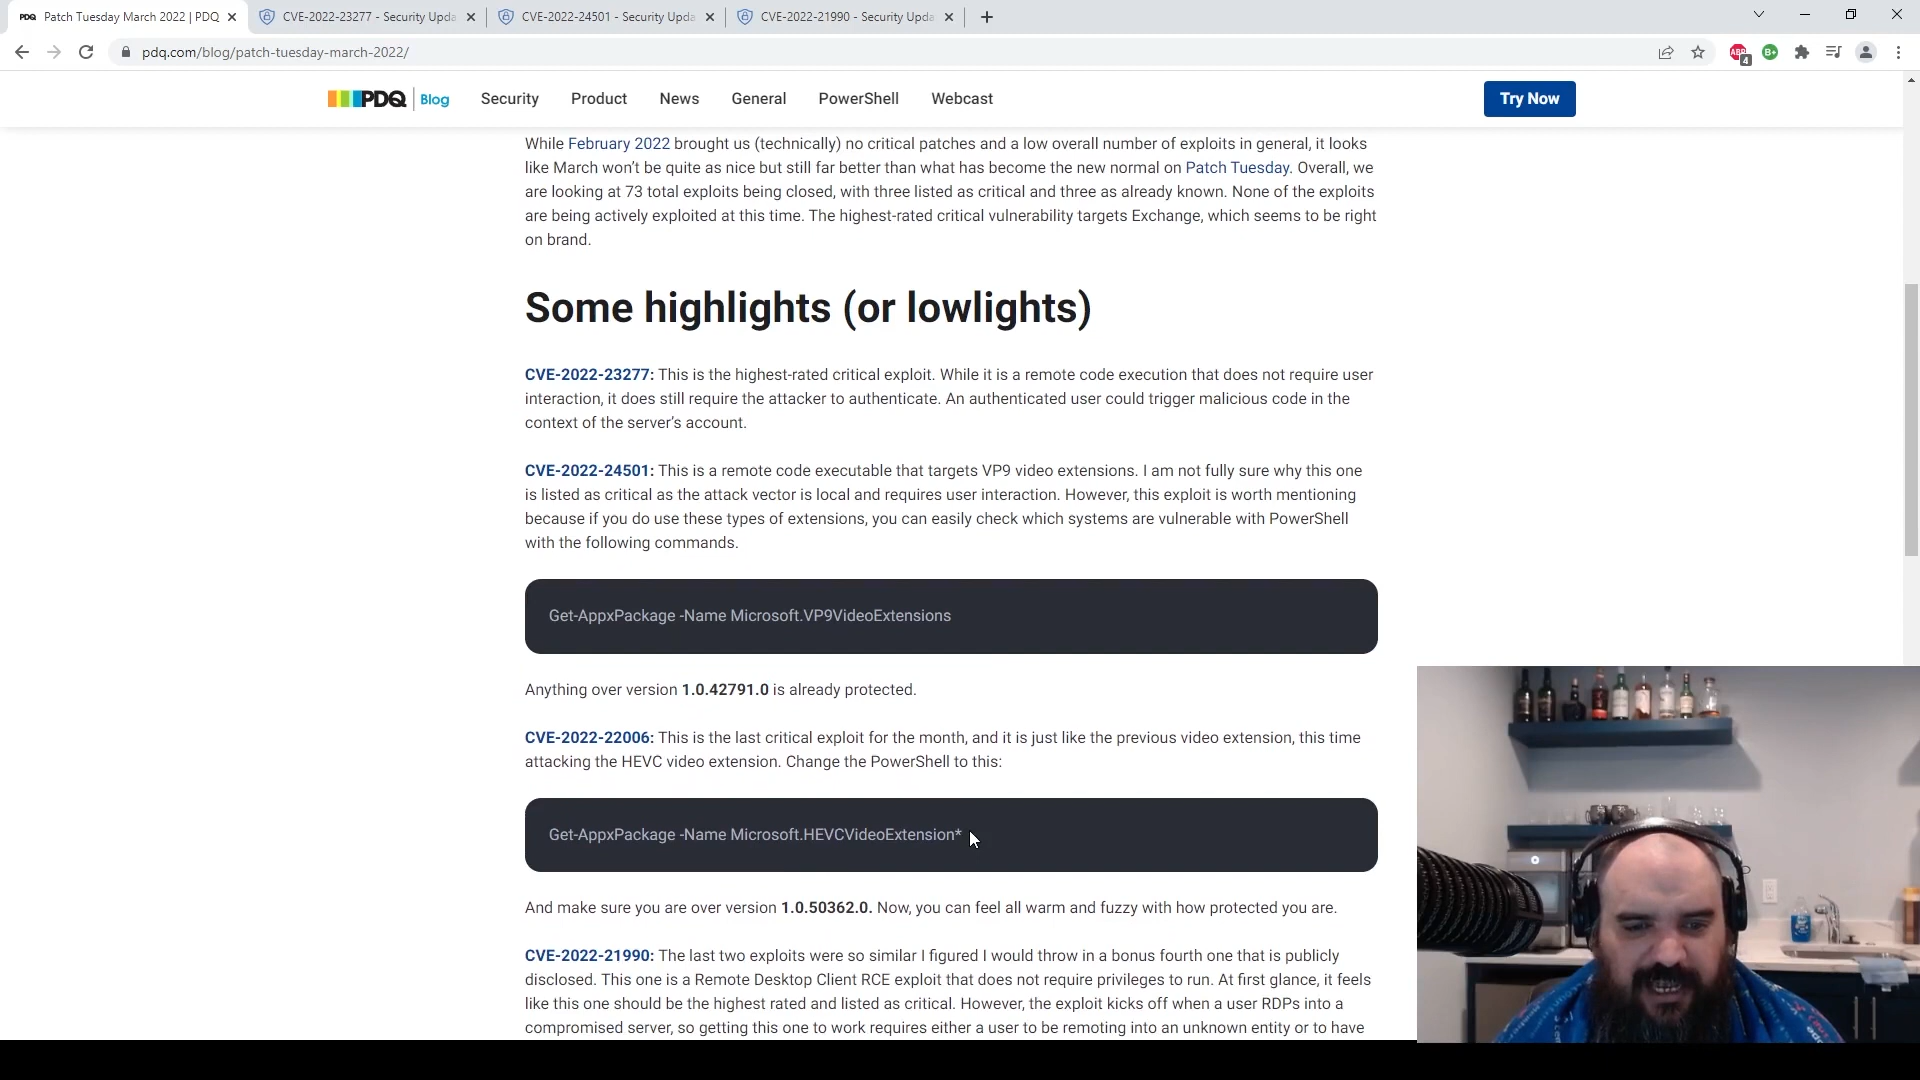 PDQ Patch Tuesday March 2022 | PDQ
CVE-2022-23277 - Security Upda
CVE-2022-24501 - Security Upda
CVE-2022-21990 - Security Upda
pdq.com/blog/patch-tuesday-march-2022/
ABP
4
B+
PDQ Blog
Security
Product
News
General
PowerShell
Webcast
Try Now
While February 2022 brought us (technically) no critical patches and a low overall number of exploits in general, it looks
like March won’t be quite as nice but still far better than what has become the new normal on Patch Tuesday. Overall, we
are looking at 73 total exploits being closed, with three listed as critical and three as already known. None of the exploits
are being actively exploited at this time. The highest-rated critical vulnerability targets Exchange, which seems to be right
on brand.
Some highlights (or lowlights)
CVE-2022-23277: This is the highest-rated critical exploit. While it is a remote code execution that does not require user
interaction, it does still require the attacker to authenticate. An authenticated user could trigger malicious code in the
context of the server’s account.
CVE-2022-24501: This is a remote code executable that targets VP9 video extensions. I am not fully sure why this one
is listed as critical as the attack vector is local and requires user interaction. However, this exploit is worth mentioning
because if you do use these types of extensions, you can easily check which systems are vulnerable with PowerShell
with the following commands.
Get-AppxPackage -Name Microsoft.VP9VideoExtensions
Anything over version 1.0.42791.0 is already protected.
CVE-2022-22006: This is the last critical exploit for the month, and it is just like the previous video extension, this time
attacking the HEVC video extension. Change the PowerShell to this:
Get-AppxPackage -Name Microsoft.HEVCVideoExtension*
And make sure you are over version 1.0.50362.0. Now, you can feel all warm and fuzzy with how protected you are.
CVE-2022-21990: The last two exploits were so similar I figured I would throw in a bonus fourth one that is publicly
disclosed. This one is a Remote Desktop Client RCE exploit that does not require privileges to run. At first glance, it feels
like this one should be the highest rated and listed as critical. However, the exploit kicks off when a user RDPs into a
compromised server, so getting this one to work requires either a user to be remoting into an unknown entity or to have